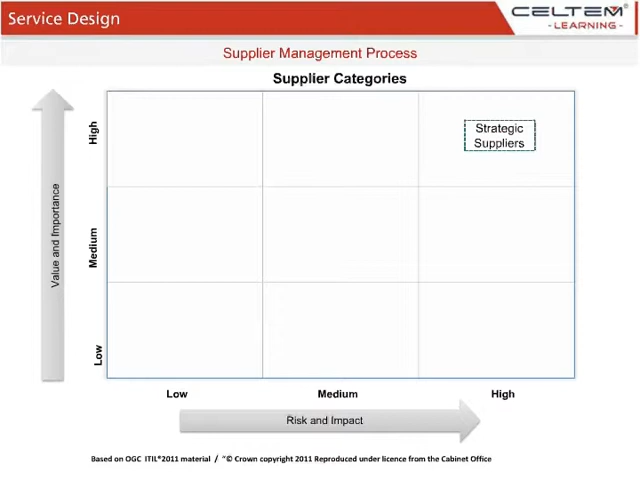 Service Design
CELTEM
- LEARNING -
Supplier Management Process
Supplier Categories
High
Strategic
Suppliers
Value and Importance
Medium
Low
Low Medium High
Risk and Impact
Based on OGC ITIL®2011 material / "© Crown copyright 2011 Reproduced under licence from the Cabinet Office